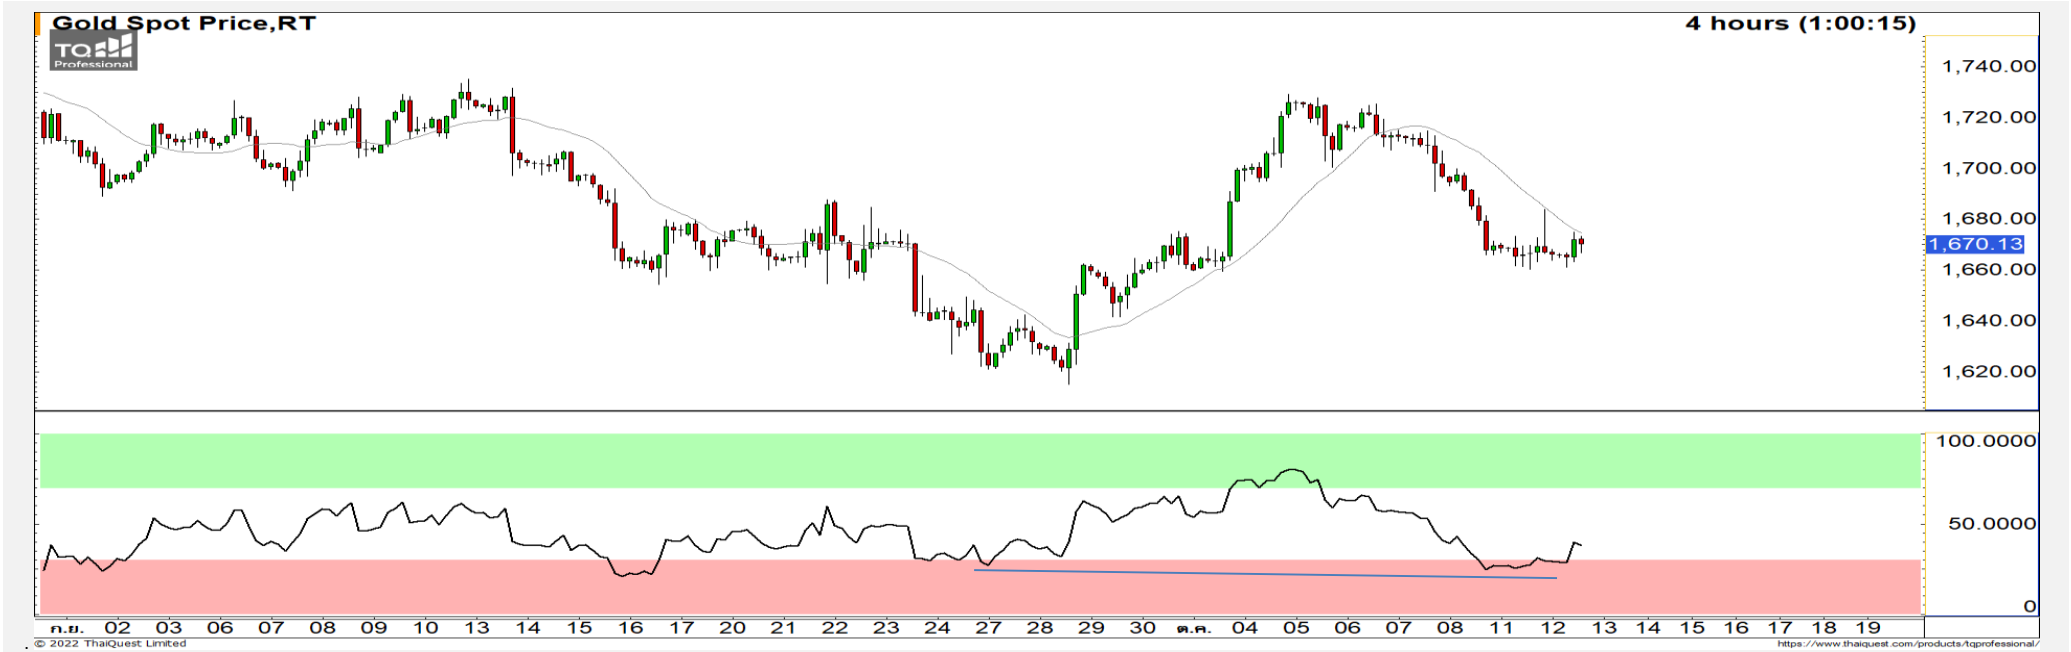 Gold Spot Price,RT
4 hours (1:00:15)
TQ
Professional
1,740.00
1,720.00
1,700.00
1,680.00
1,670.13
1,660.00
1,640.00
1,620.00
100.0000
50.0000
0
ก.ย. 02 03 06 07 08 09 10 13 14 15 16 17 20 21 22 23 24 27 28 29 30 ต.ค. 04 05 06 07 08 11 12 13 14 15 16 17 18 19
© 2022 ThaiQuest Limited
https://www.thaiquest.com/products/tqprofessional/